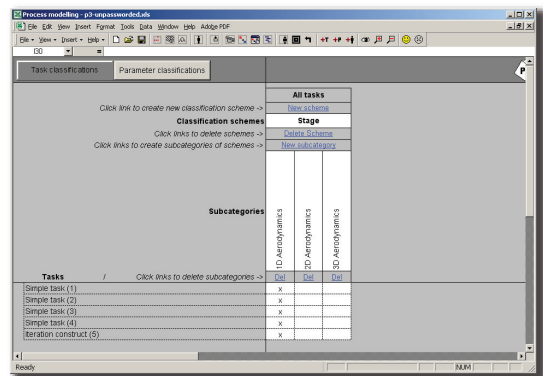 Process modelling - p3-unpassworded.xls
File Edit View Insert Format Tools Data Window Help Adobe PDF
File View Insert Help
G0 =
Task classifications Parameter classifications P
All tasks
Click link to create new classification scheme -> New scheme
Classification schemes Stage
Click links to delete schemes -> Delete Scheme
Click links to create subcategories of schemes -> New subcategory
Subcategories 1D Aerodynamics 2D Aerodynamics 3D Aerodynamics
Tasks / Click links to delete subcategories -> Del Del Del
Simple task (1) x
Simple task (2) x
Simple task (3) x
Simple task (4) x
Iteration construct (5) x
Ready NUM